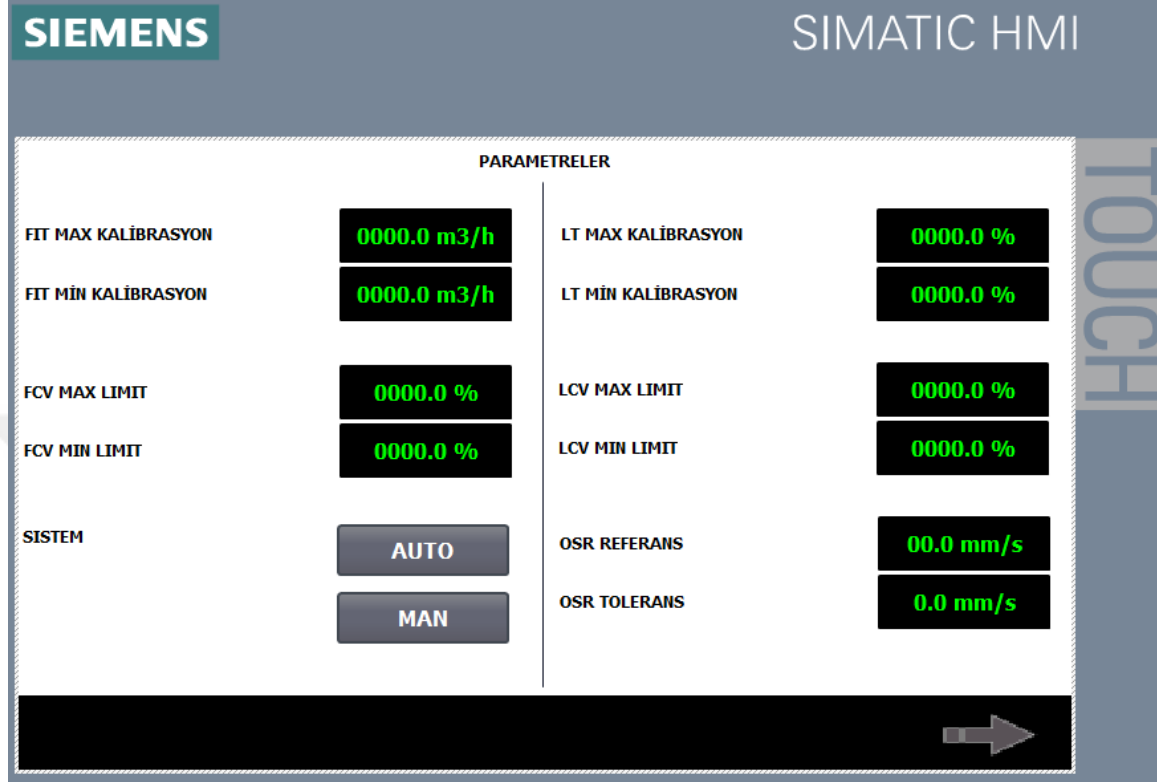 SIEMENS
SIMATIC HMI
TOUCH
PARAMETRELER
FIT MAX KALİBRASYON
0000.0 m3/h
FIT MİN KALİBRASYON
0000.0 m3/h
FCV MAX LIMIT
0000.0 %
FCV MIN LIMIT
0000.0 %
SISTEM
AUTO
MAN
LT MAX KALİBRASYON
0000.0 %
LT MİN KALİBRASYON
0000.0 %
LCV MAX LIMIT
0000.0 %
LCV MIN LIMIT
0000.0 %
OSR REFERANS
00.0 mm/s
OSR TOLERANS
0.0 mm/s